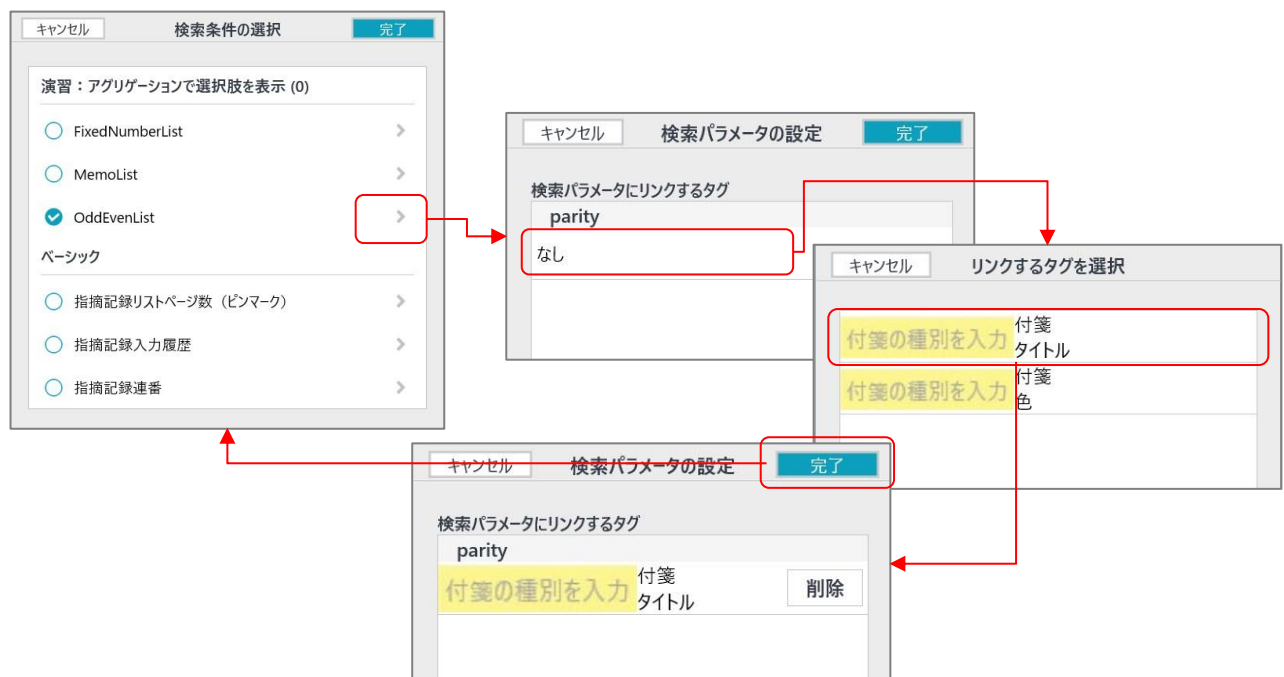 キャンセル 検索条件の選択 完了
演習：アグリゲーションで選択肢を表示 (0)
FixedNumberList
MemoList
OddEvenList
ベーシック
指摘記録リストページ数（ピンマーク）
指摘記録入力履歴
指摘記録連番
キャンセル 検索パラメータの設定 完了
検索パラメータにリンクするタグ
parity
なし
キャンセル リンクするタグを選択
付箋の種別を入力 付箋
タイトル
付箋の種別を入力 付箋
色
キャンセル 検索パラメータの設定 完了
検索パラメータにリンクするタグ
parity
付箋の種別を入力 付箋
タイトル
削除